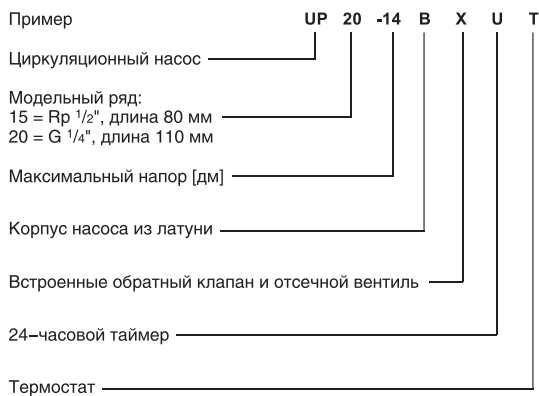 Пример UP 20 -14 B X U T
Циркуляционный насос
Модельный ряд:
15 = Rp 1/2", длина 80 мм
20 = G 1/4", длина 110 мм
Максимальный напор [дм]
Корпус насоса из латуни
Встроенные обратный клапан и отсечной вентиль
24–часовой таймер
Термостат